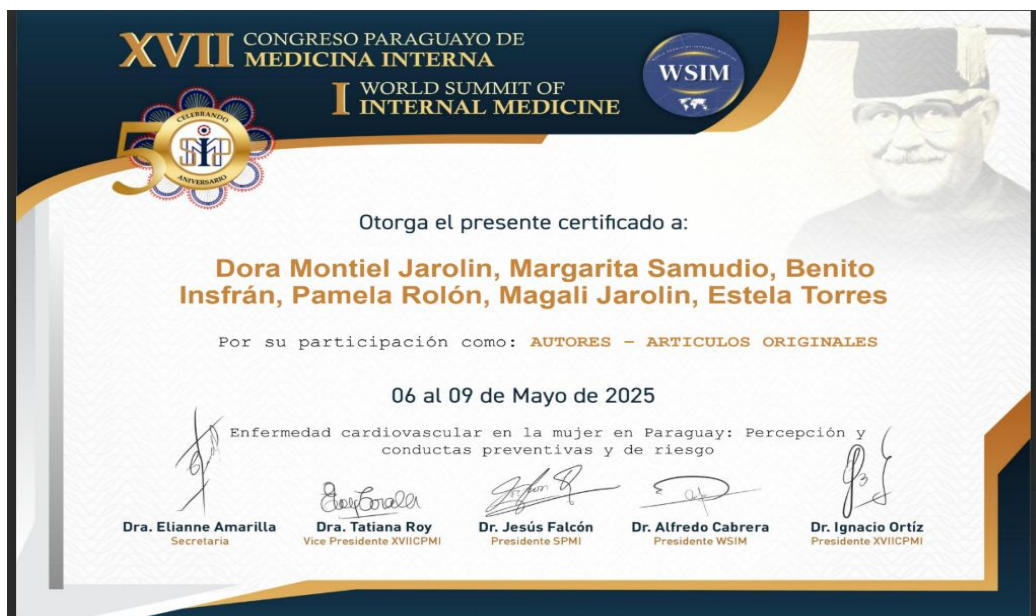 XVII CONGRESO PARAGUAYO DE
MEDICINA INTERNA
I WORLD SUMMIT OF
INTERNAL MEDICINE
WSIM
50
CELEBRANDO
ANIVERSARIO
Otorga el presente certificado a:
Dora Montiel Jarolin, Margarita Samudio, Benito
Insfrán, Pamela Rolón, Magali Jarolin, Estela Torres
Por su participación como: AUTORES – ARTICULOS ORIGINALES
06 al 09 de Mayo de 2025
Enfermedad cardiovascular en la mujer en Paraguay: Percepción y
conductas preventivas y de riesgo
Dra. Elianne Amarilla
Secretaria
Dra. Tatiana Roy
Vice Presidente XVIICPMI
Dr. Jesús Falcón
Presidente SPMI
Dr. Alfredo Cabrera
Presidente WSIM
Dr. Ignacio Ortíz
Presidente XVIICPMI